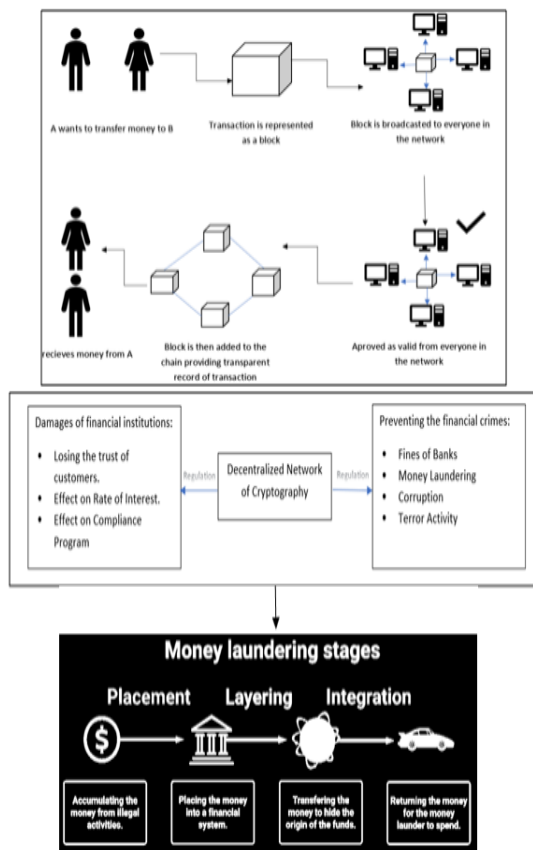 A wants to transfer money to B
Transaction is represented
as a block
Block is broadcasted to everyone in
the network
recieves money from A
Block is then added to the
chain providing transparent
record of transaction
Aproved as valid from everyone in
the network
Damages of financial institutions:
• Losing the trust of
customers.
• Effect on Rate of Interest.
• Effect on Compliance
Program
Regulation
Decentralized Network
of Cryptography
Regulation
Preventing the financial crimes:
• Fines of Banks
• Money Laundering
• Corruption
• Terror Activity
Money laundering stages
Placement
Layering
Integration
$
Accumulating the
money from illegal
activities.
Placing the money
into a financial
system.
Transfering the
money to hide the
origin of the funds.
Returning the money
for the money
launder to spend.